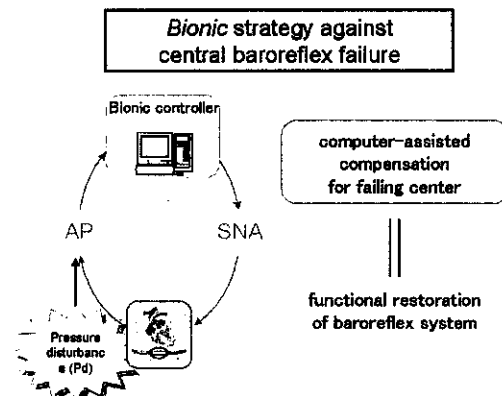 Bionic strategy against
central baroreflex failure
Bionic controller
computer-assisted
compensation
for failing center
AP
SNA
functional restoration
of baroreflex system
Pressure
disturbanc
e (Pd)